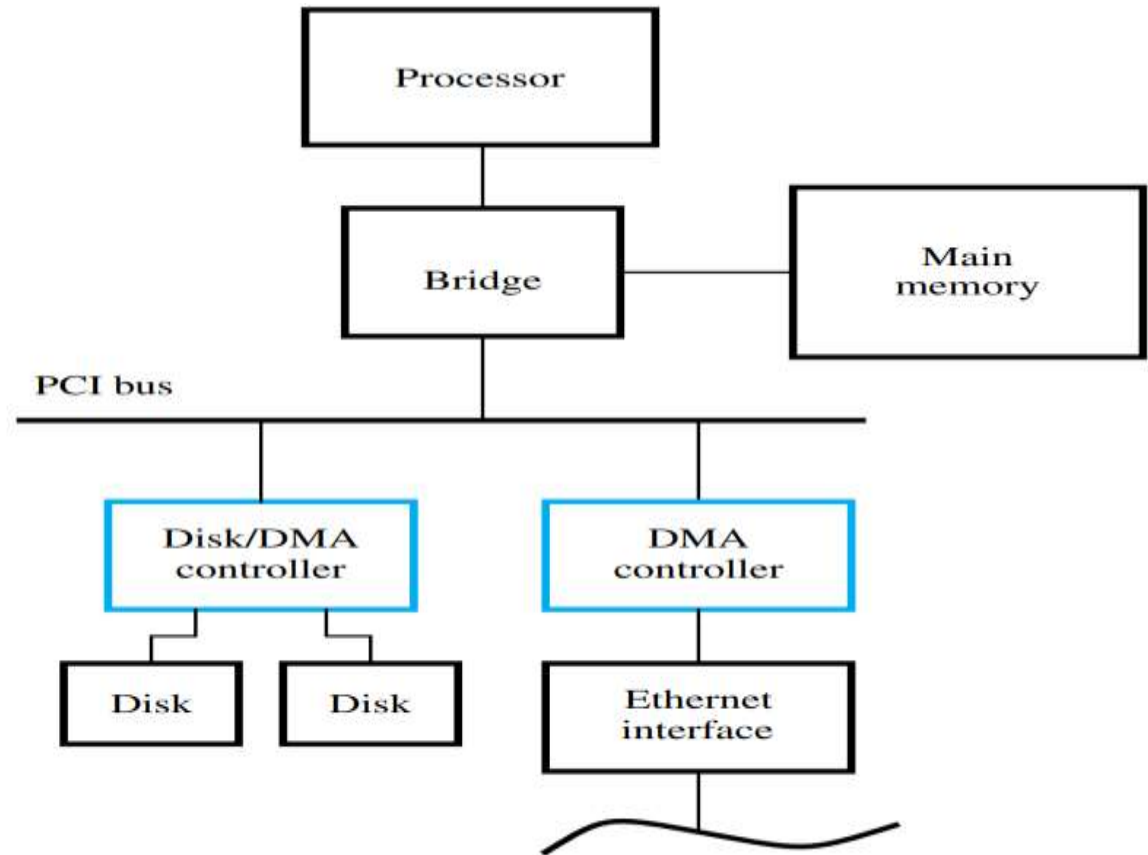 Processor
Bridge
Main
memory
PCI bus
Disk/DMA
controller
DMA
controller
Disk
Disk
Ethernet
interface